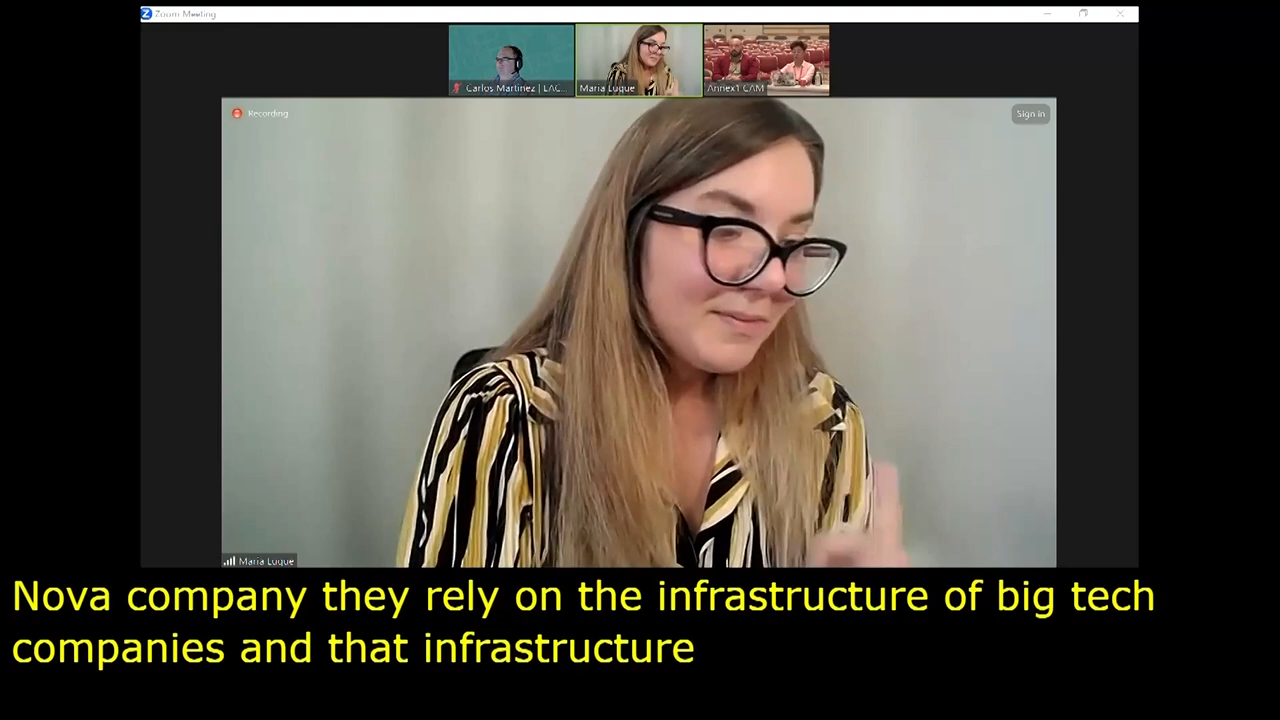 Zoom Meeting
Carlos Martinez | LAC...
Maria Luque
Annex1 CAM
Recording
Sign in
Maria Luque
Nova company they rely on the infrastructure of big tech
companies and that infrastructure